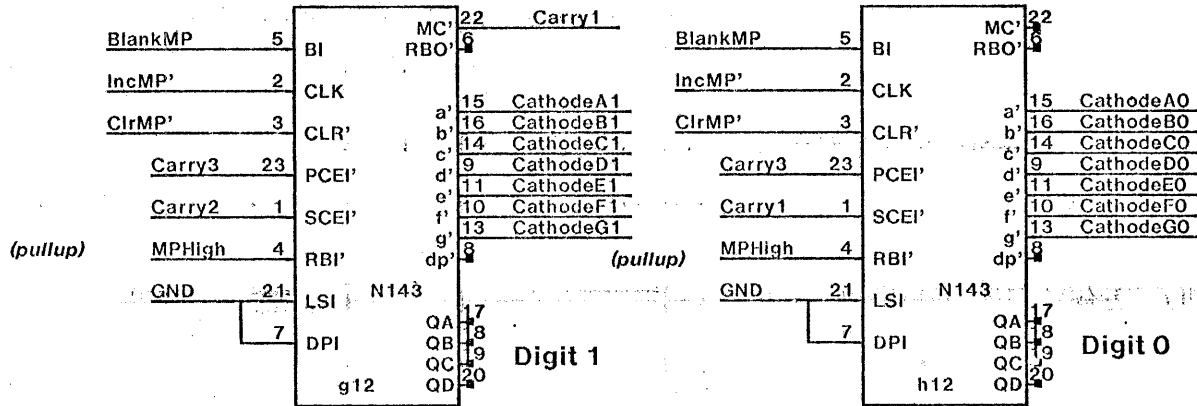 22 Carry1 22
MC' MC'
BlankMP 5 BI RBO' 6 BlankMP 5 BI RBO' 6
IncMP' 2 CLK IncMP' 2 CLK
a' 15 CathodeA1 a' 15 CathodeA0
ClrMP' 3 CLR' b' 16 CathodeB1 ClrMP' 3 CLR' b' 16 CathodeB0
c' 14 CathodeC1 c' 14 CathodeC0
Carry3 23 PCEI' d' 9 CathodeD1 Carry3 23 PCEI' d' 9 CathodeD0
e' 11 CathodeE1 e' 11 CathodeE0
Carry2 1 SCEI' f' 10 CathodeF1 Carry1 1 SCEI' f' 10 CathodeF0
g' 13 CathodeG1 g' 13 CathodeG0
(pullup) MPHigh 4 RBI' dp' 8 (pullup) MPHigh 4 RBI' dp' 8
GND 21 LSI N143 GND 21 LSI N143
QA 17 QA 17
7 DPI QB 8 Digit 1 7 DPI QB 8 Digit 0
QC 9 QC 9
g12 QD 20 h12 QD 20